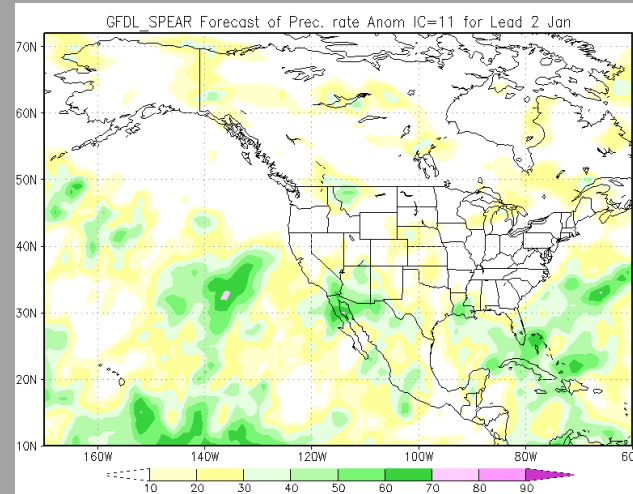 GFDL_SPEAR Forecast of Prec. rate Anom IC=11 for Lead 2 Jan
70N
60N
50N
40N
30N
20N
10N
160W 140W 120W 100W 80W 60
10 20 30 40 50 60 70 80 90